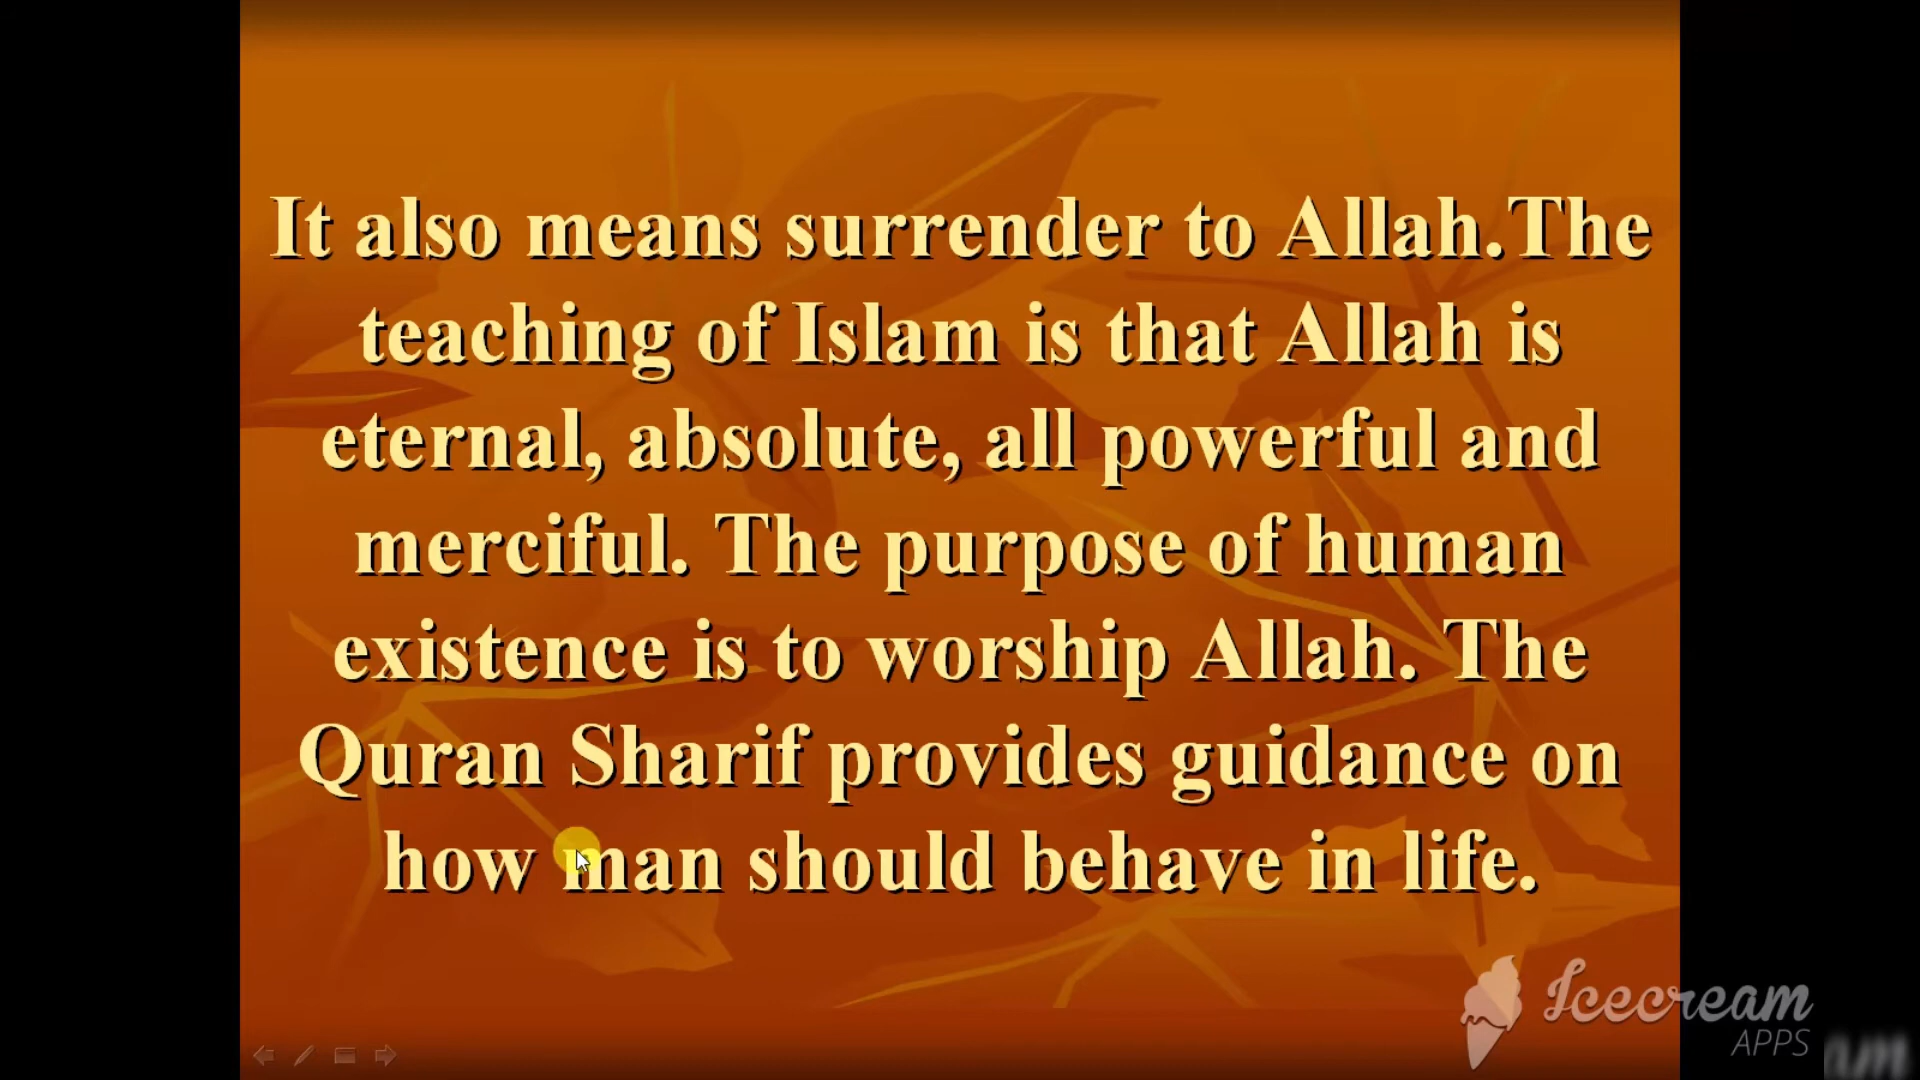 It also means surrender to Allah.The
teaching of Islam is that Allah is
eternal, absolute, all powerful and
merciful. The purpose of human
existence is to worship Allah. The
Quran Sharif provides guidance on
how man should behave in life.
Icecream
APPS
am